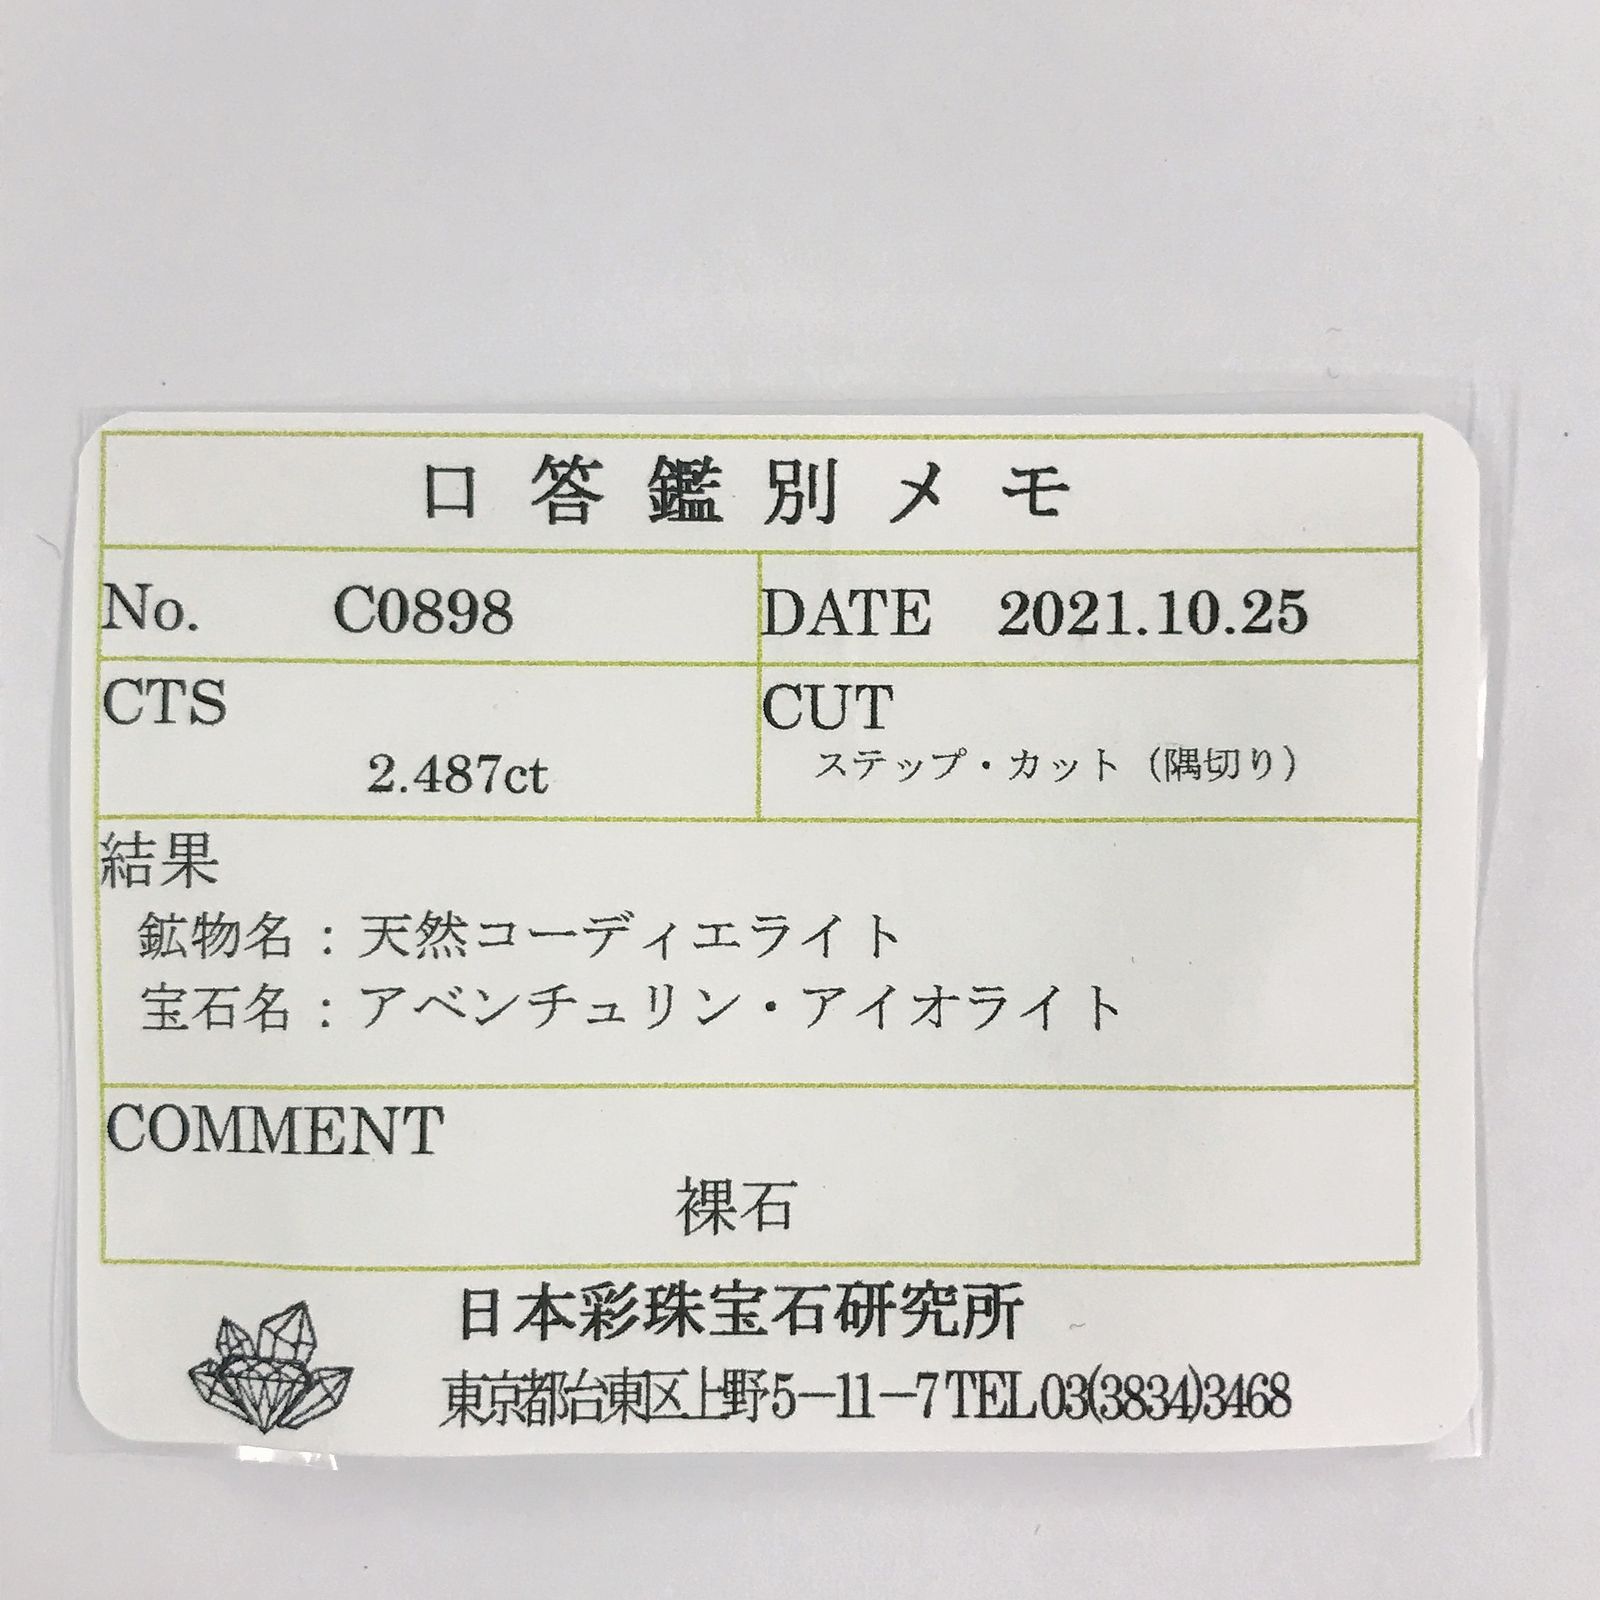 口答鑑別メモ
No. C0898
DATE 2021.10.25
CTS
2.487ct
CUT
ステップ・カット（隅切り）
結果
鉱物名：天然コーディエライト
宝石名：アベンチュリン・アイオライト
COMMENT
裸石
日本彩珠宝石研究所
東京都台東区上野5－11－7 TEL 03(3834)3468